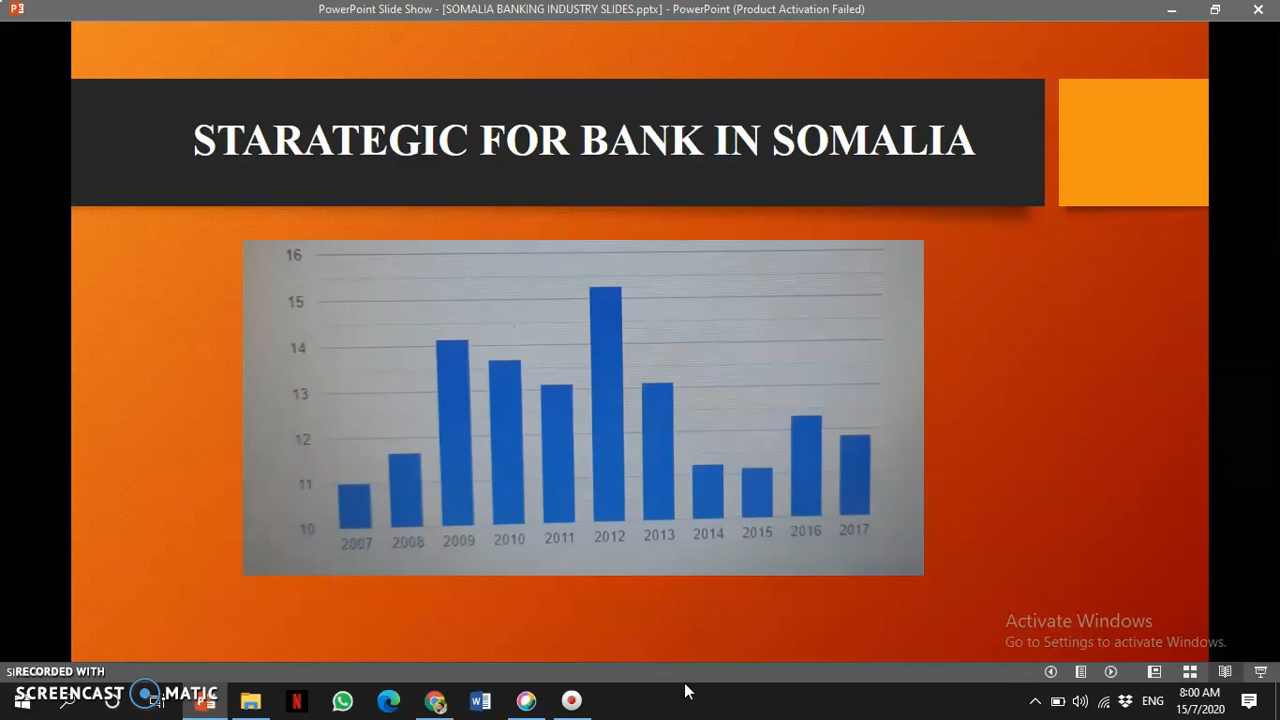 PowerPoint Slide Show - [SOMALIA BANKING INDUSTRY SLIDES.pptx] - PowerPoint (Product Activation Failed)
STARATEGIC FOR BANK IN SOMALIA
16
15
14
13
12
11
10
2007 2008 2009 2010 2011 2012 2013 2014 2015 2016 2017
Activate Windows
Go to Settings to activate Windows.
RECORDED WITH
SCREENCAST MATIC
ENG
8:00 AM
15/7/2020